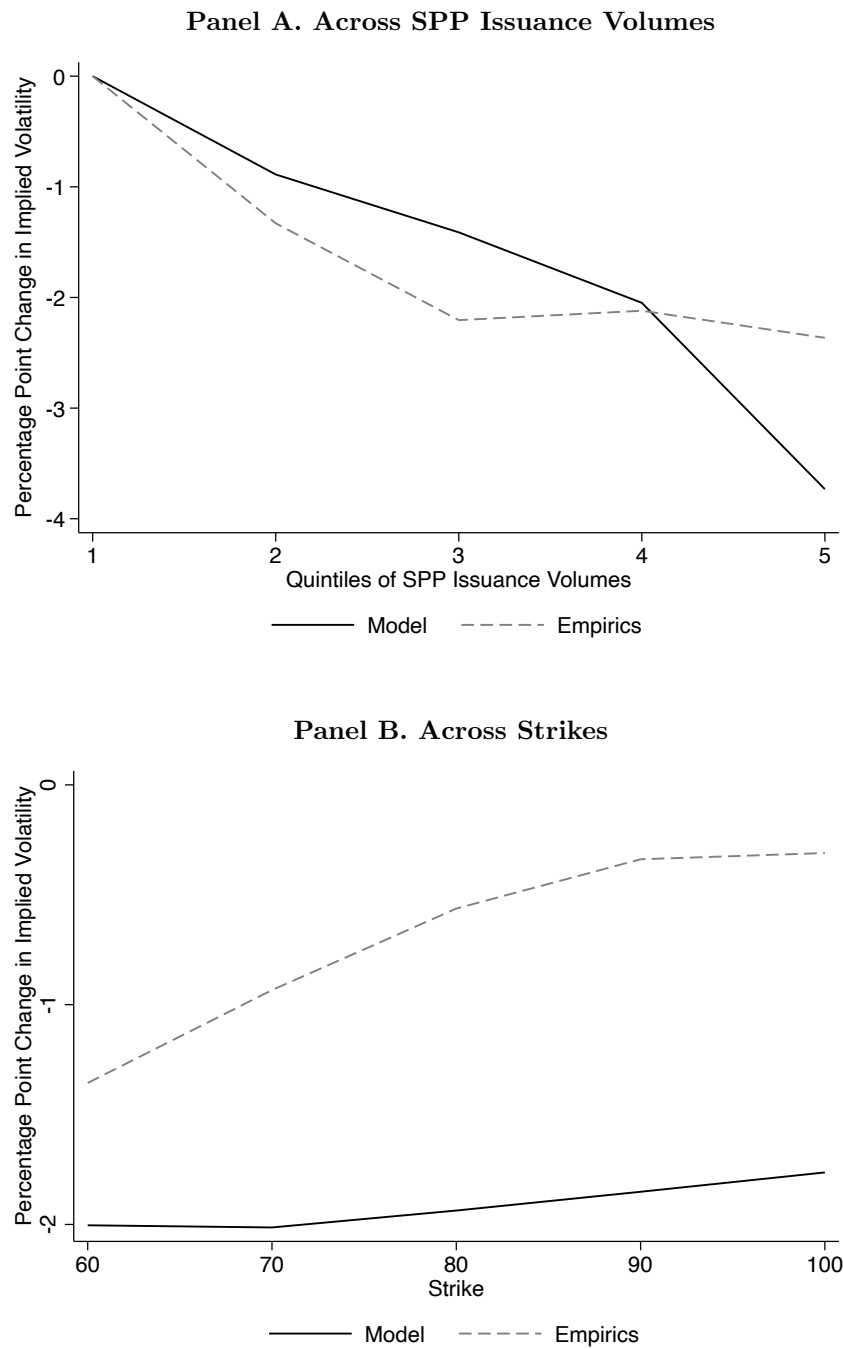 Panel A. Across SPP Issuance Volumes
Percentage Point Change in Implied Volatility
0
-1
-2
-3
-4
1 2 3 4 5
Quintiles of SPP Issuance Volumes
Model Empirics
Panel B. Across Strikes
Percentage Point Change in Implied Volatility
0
-1
-2
60 70 80 90 100
Strike
Model Empirics